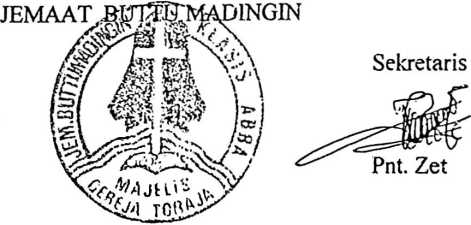 JEMAAT BUTTU MADINGIN
JEM.BUTTUMADINGIN KLASIS ABBA
MAJELIS
GEREJA TORAJA
Sekretaris
Pnt. Zet